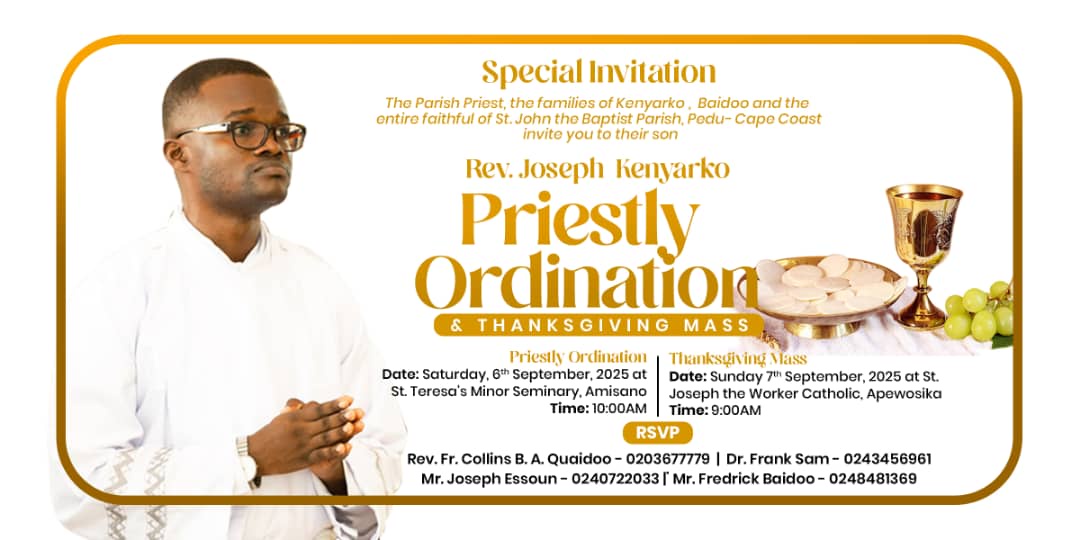 Special Invitation
The Parish Priest, the families of Kenyarko , Baidoo and the
entire faithful of St. John the Baptist Parish, Pedu- Cape Coast
invite you to their son
Rev. Joseph Kenyarko
Priestly
Ordination
& THANKSGIVING MASS
Priestly Ordination
Date: Saturday, 6th September, 2025 at
St. Teresa's Minor Seminary, Amisano
Time: 10:00AM
Thanksgiving Mass
Date: Sunday 7th September, 2025 at St.
Joseph the Worker Catholic, Apewosika
Time: 9:00AM
RSVP
Rev. Fr. Collins B. A. Quaidoo - 0203677779 | Dr. Frank Sam - 0243456961
Mr. Joseph Essoun - 0240722033 | Mr. Fredrick Baidoo - 0248481369